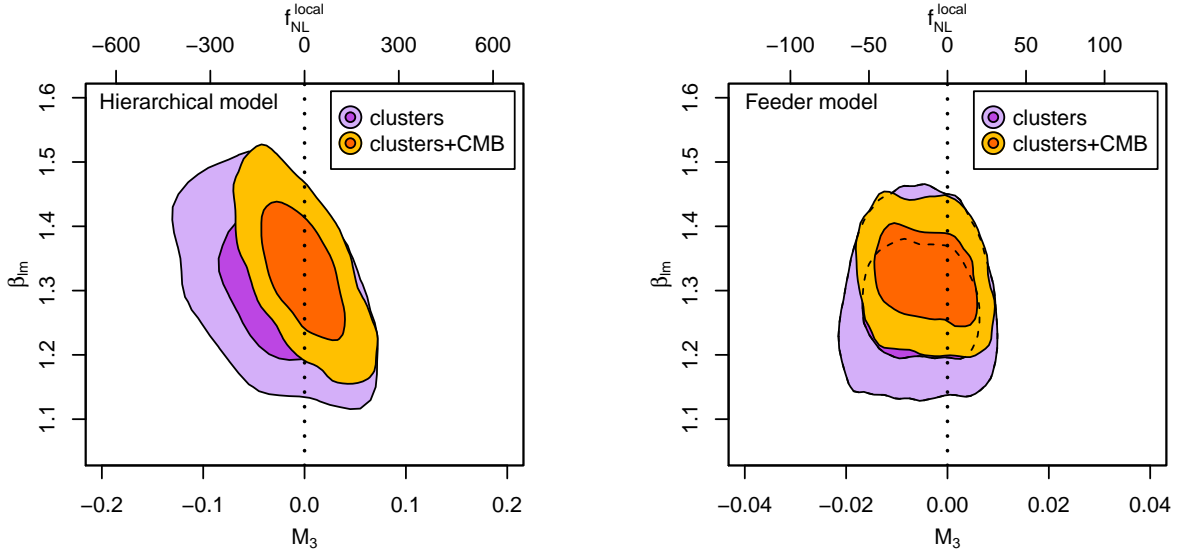 f_NL^local
−600 −300 0 300 600
Hierarchical model
clusters
clusters+CMB
1.6
1.5
1.4
1.3
1.2
1.1
β_lm
−0.2 −0.1 0.0 0.1 0.2
M_3
f_NL^local
−100 −50 0 50 100
Feeder model
clusters
clusters+CMB
1.6
1.5
1.4
1.3
1.2
1.1
β_lm
−0.04 −0.02 0.00 0.02 0.04
M_3